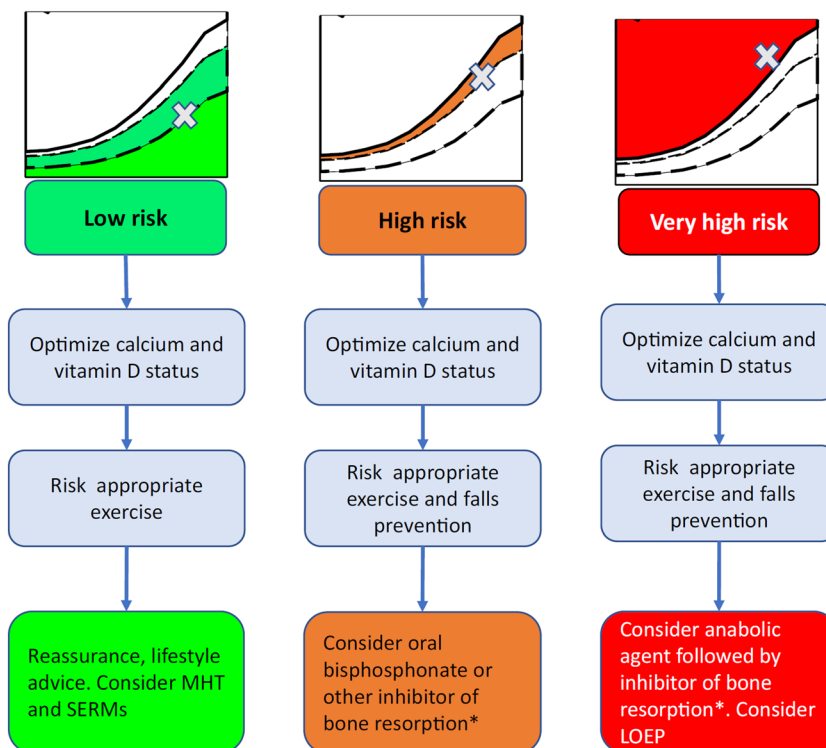 Low risk
High risk
Very high risk
Optimize calcium and
vitamin D status
Optimize calcium and
vitamin D status
Optimize calcium and
vitamin D status
Risk appropriate
exercise
Risk appropriate
exercise and falls
prevention
Risk appropriate
exercise and falls
prevention
Reassurance, lifestyle
advice. Consider MHT
and SERMs
Consider oral
bisphosphonate or
other inhibitor of
bone resorption*
Consider anabolic
agent followed by
inhibitor of bone
resorption*. Consider
LOEP